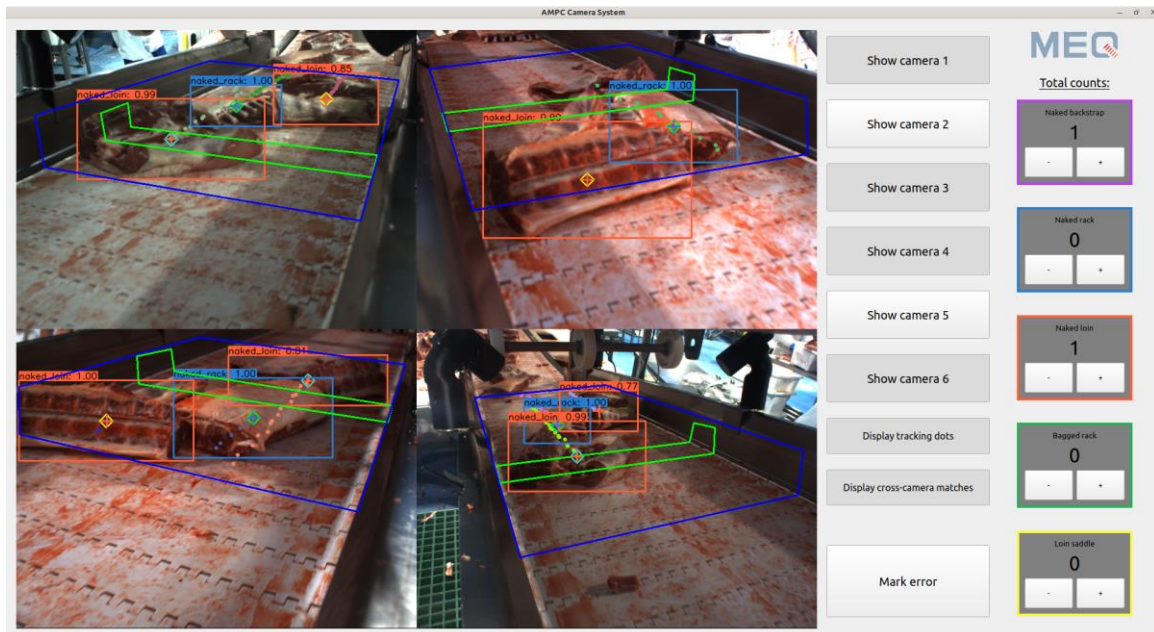 AMPC Camera System
naked_loin: 0.99
naked_rack: 1.00
naked_loin: 0.85
naked_rack: 1.00
naked_loin: 0.99
naked_loin: 1.00
naked_rack: 1.00
naked_loin: 0.81
naked_loin: 0.77
naked_rack: 1.00
naked_loin: 0.99
Show camera 1
Show camera 2
Show camera 3
Show camera 4
Show camera 5
Show camera 6
Display tracking dots
Display cross-camera matches
Mark error
MEQ
Total counts:
Naked backstrap
1
- +
Naked rack
0
- +
Naked loin
1
- +
Bagged rack
0
- +
Loin saddle
0
- +